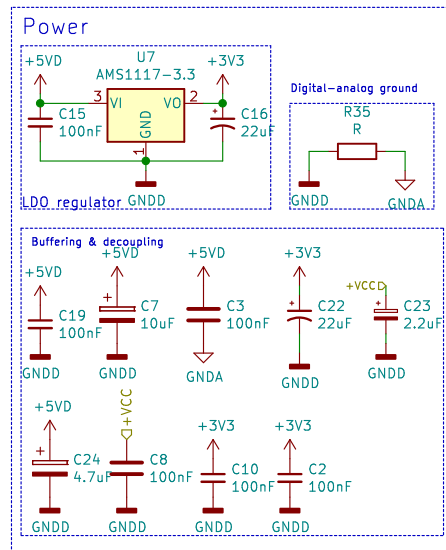 Power
+5VD
U7
AMS1117-3.3
+3V3
C15
100nF
3
VI
VO
2
GND
1
C16
22uF
GNDD
LDO regulator
Digital-analog ground
R35
R
GNDD
GNDA
Buffering & decoupling
+5VD
C19
100nF
GNDD
+5VD
C7
10uF
GNDD
+5VD
C3
100nF
GNDA
+3V3
C22
22uF
GNDD
+VCC
C23
2.2uF
GNDD
+5VD
C24
4.7uF
GNDD
+VCC
C8
100nF
GNDD
+3V3
C10
100nF
GNDD
+3V3
C2
100nF
GNDD